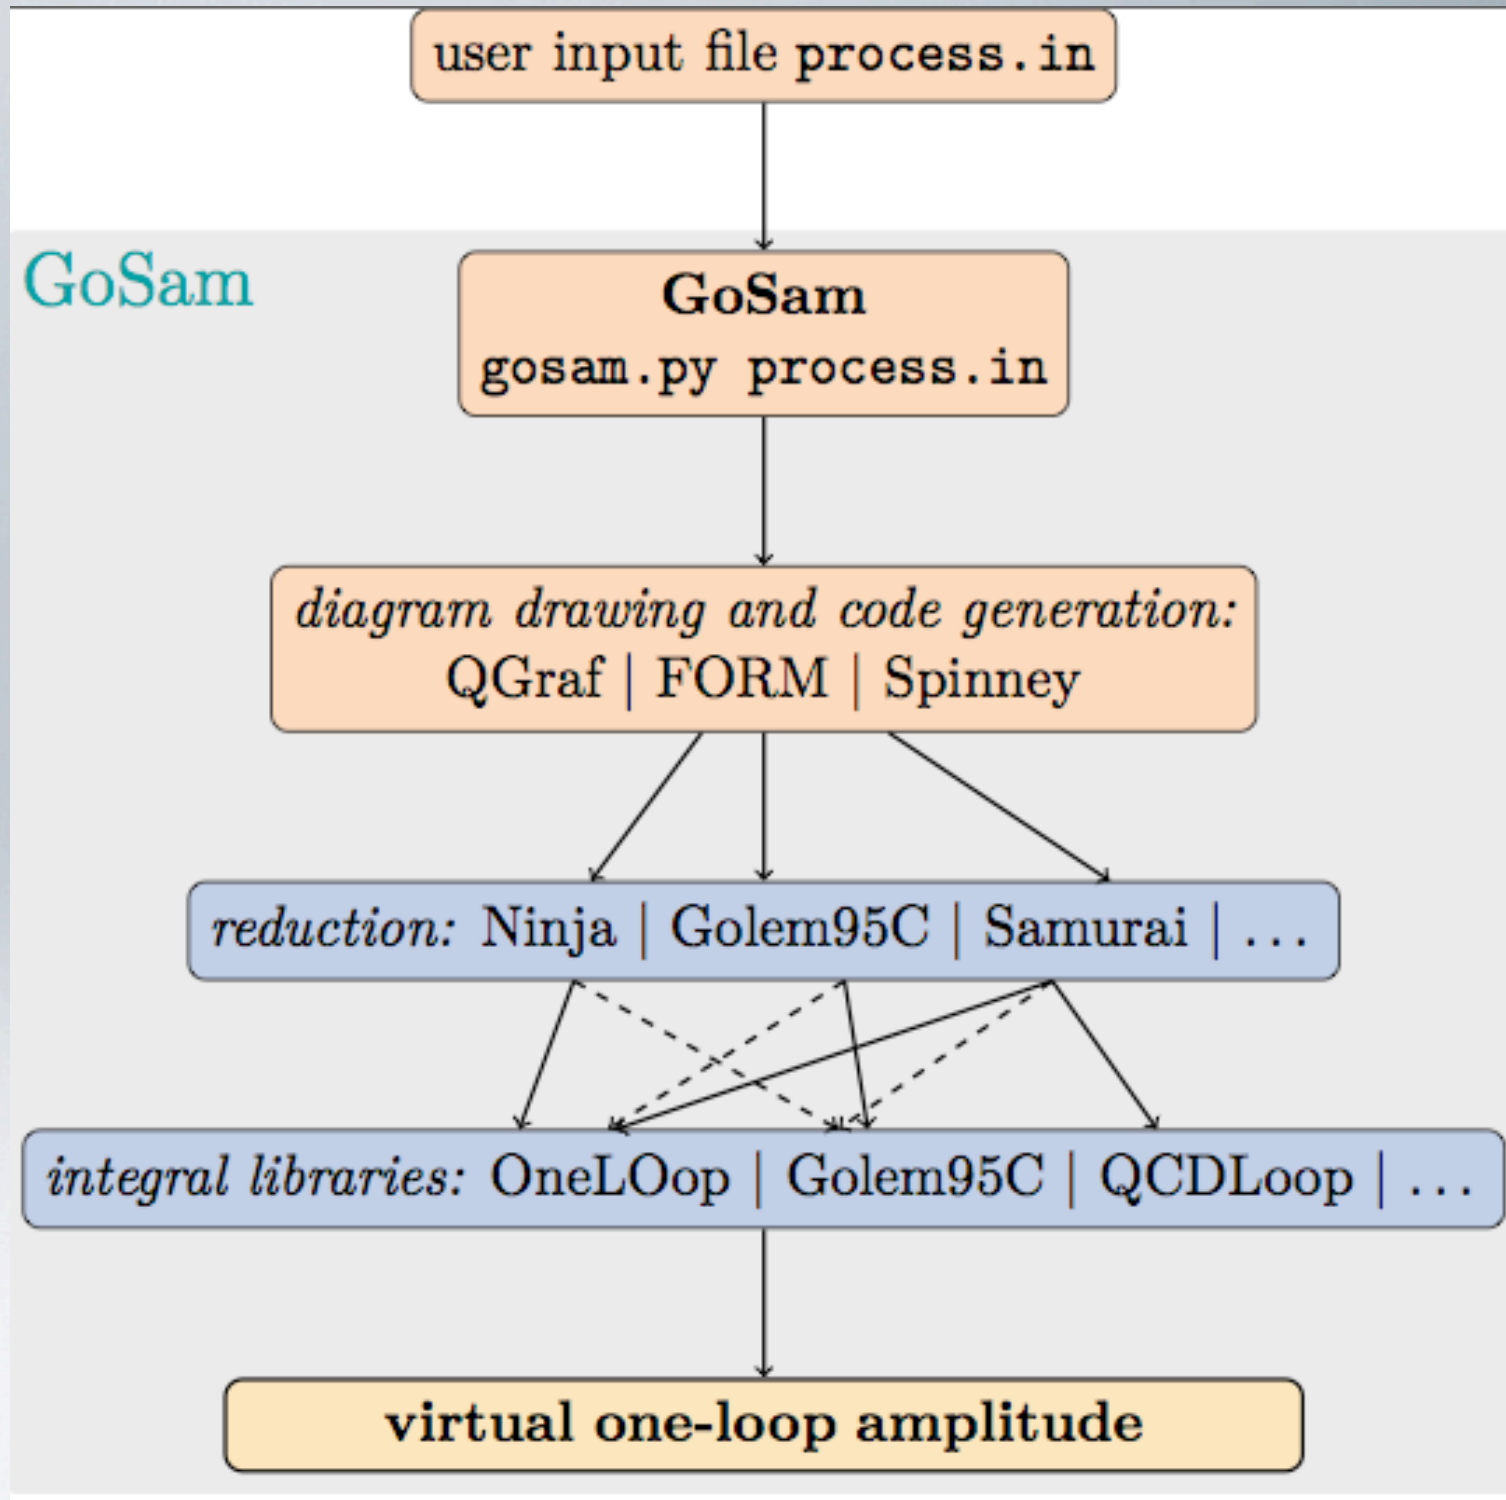 user input file process.in
GoSam
GoSam
gosam.py process.in
diagram drawing and code generation:
QGraf | FORM | Spinney
reduction: Ninja | Golem95C | Samurai | ...
integral libraries: OneLOop | Golem95C | QCDLoop | ...
virtual one-loop amplitude